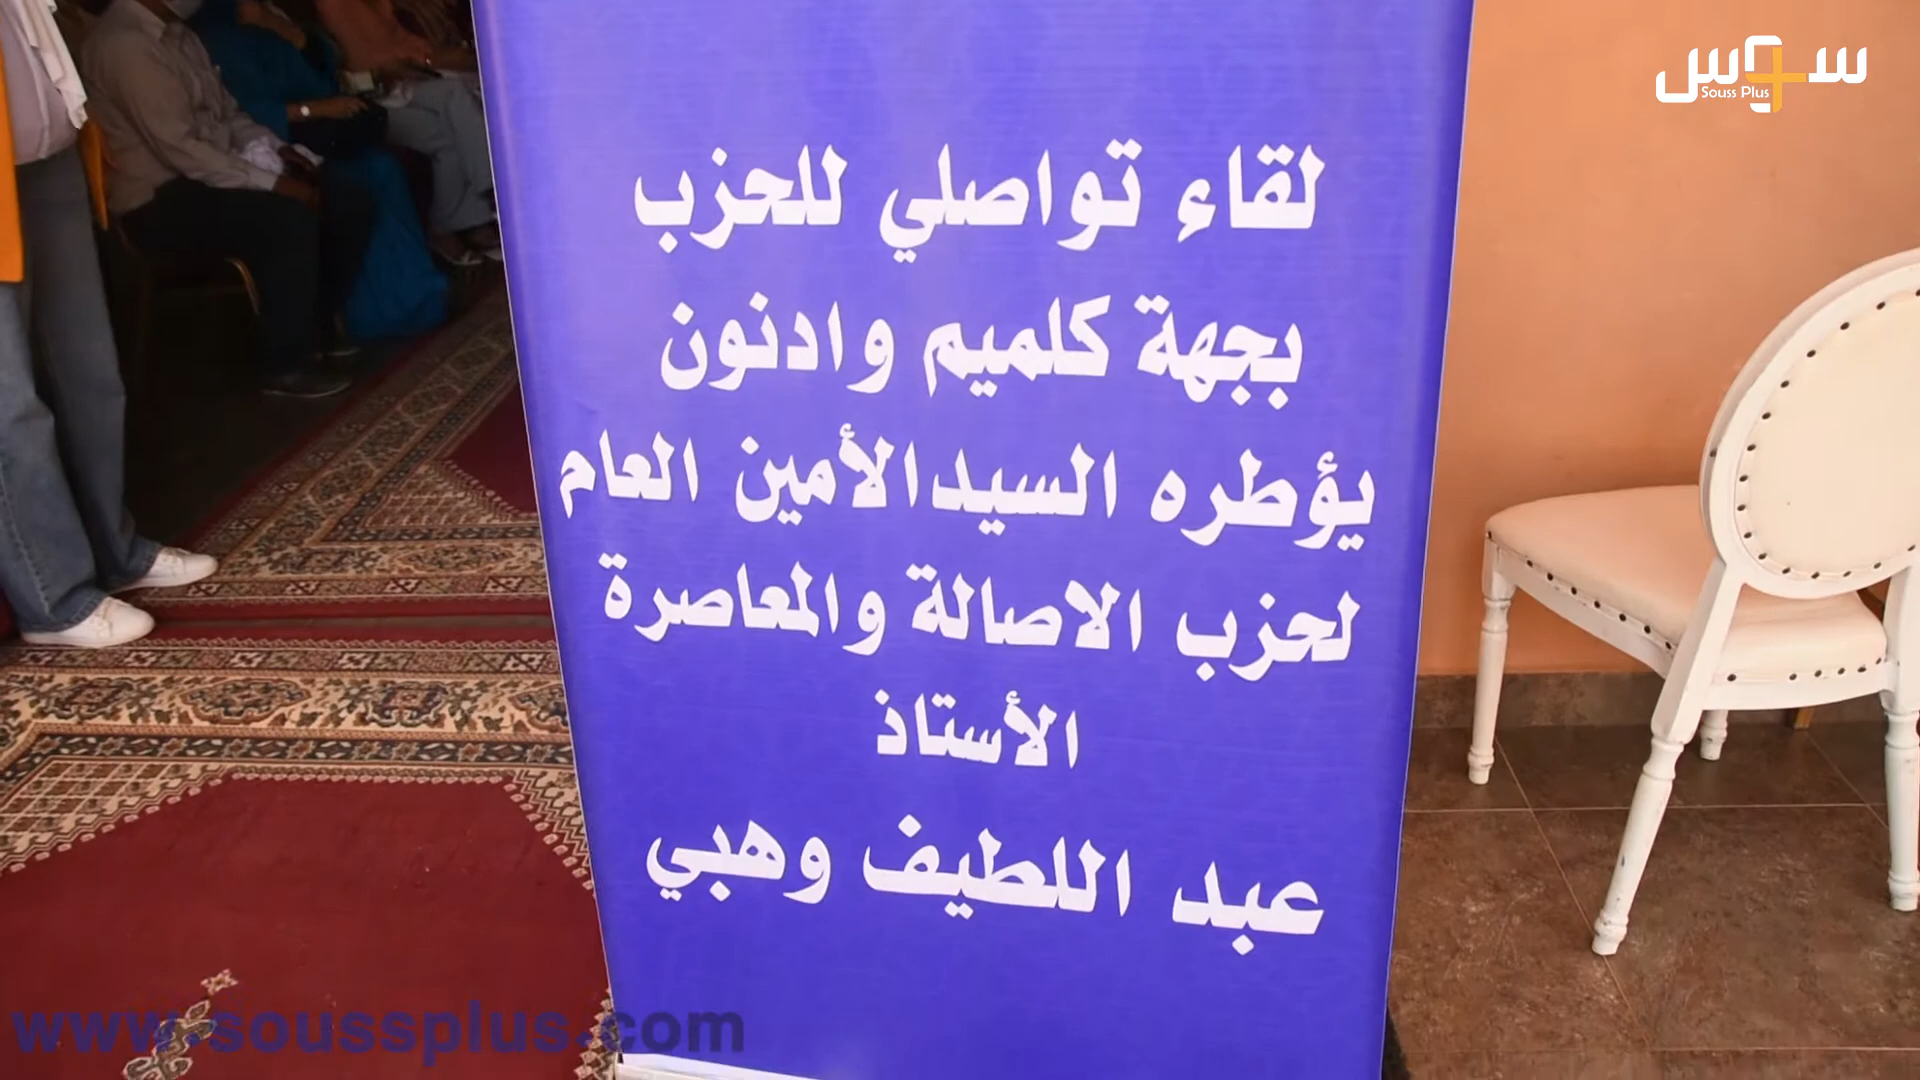 سوس
Souss Plus
لقاء تواصلي للحزب
بجهة كلميم وادنون
يؤطره السيدالأمين العام
لحزب الاصالة والمعاصرة
الأستاذ
عبد اللطيف وهبي
www.soussplus.com